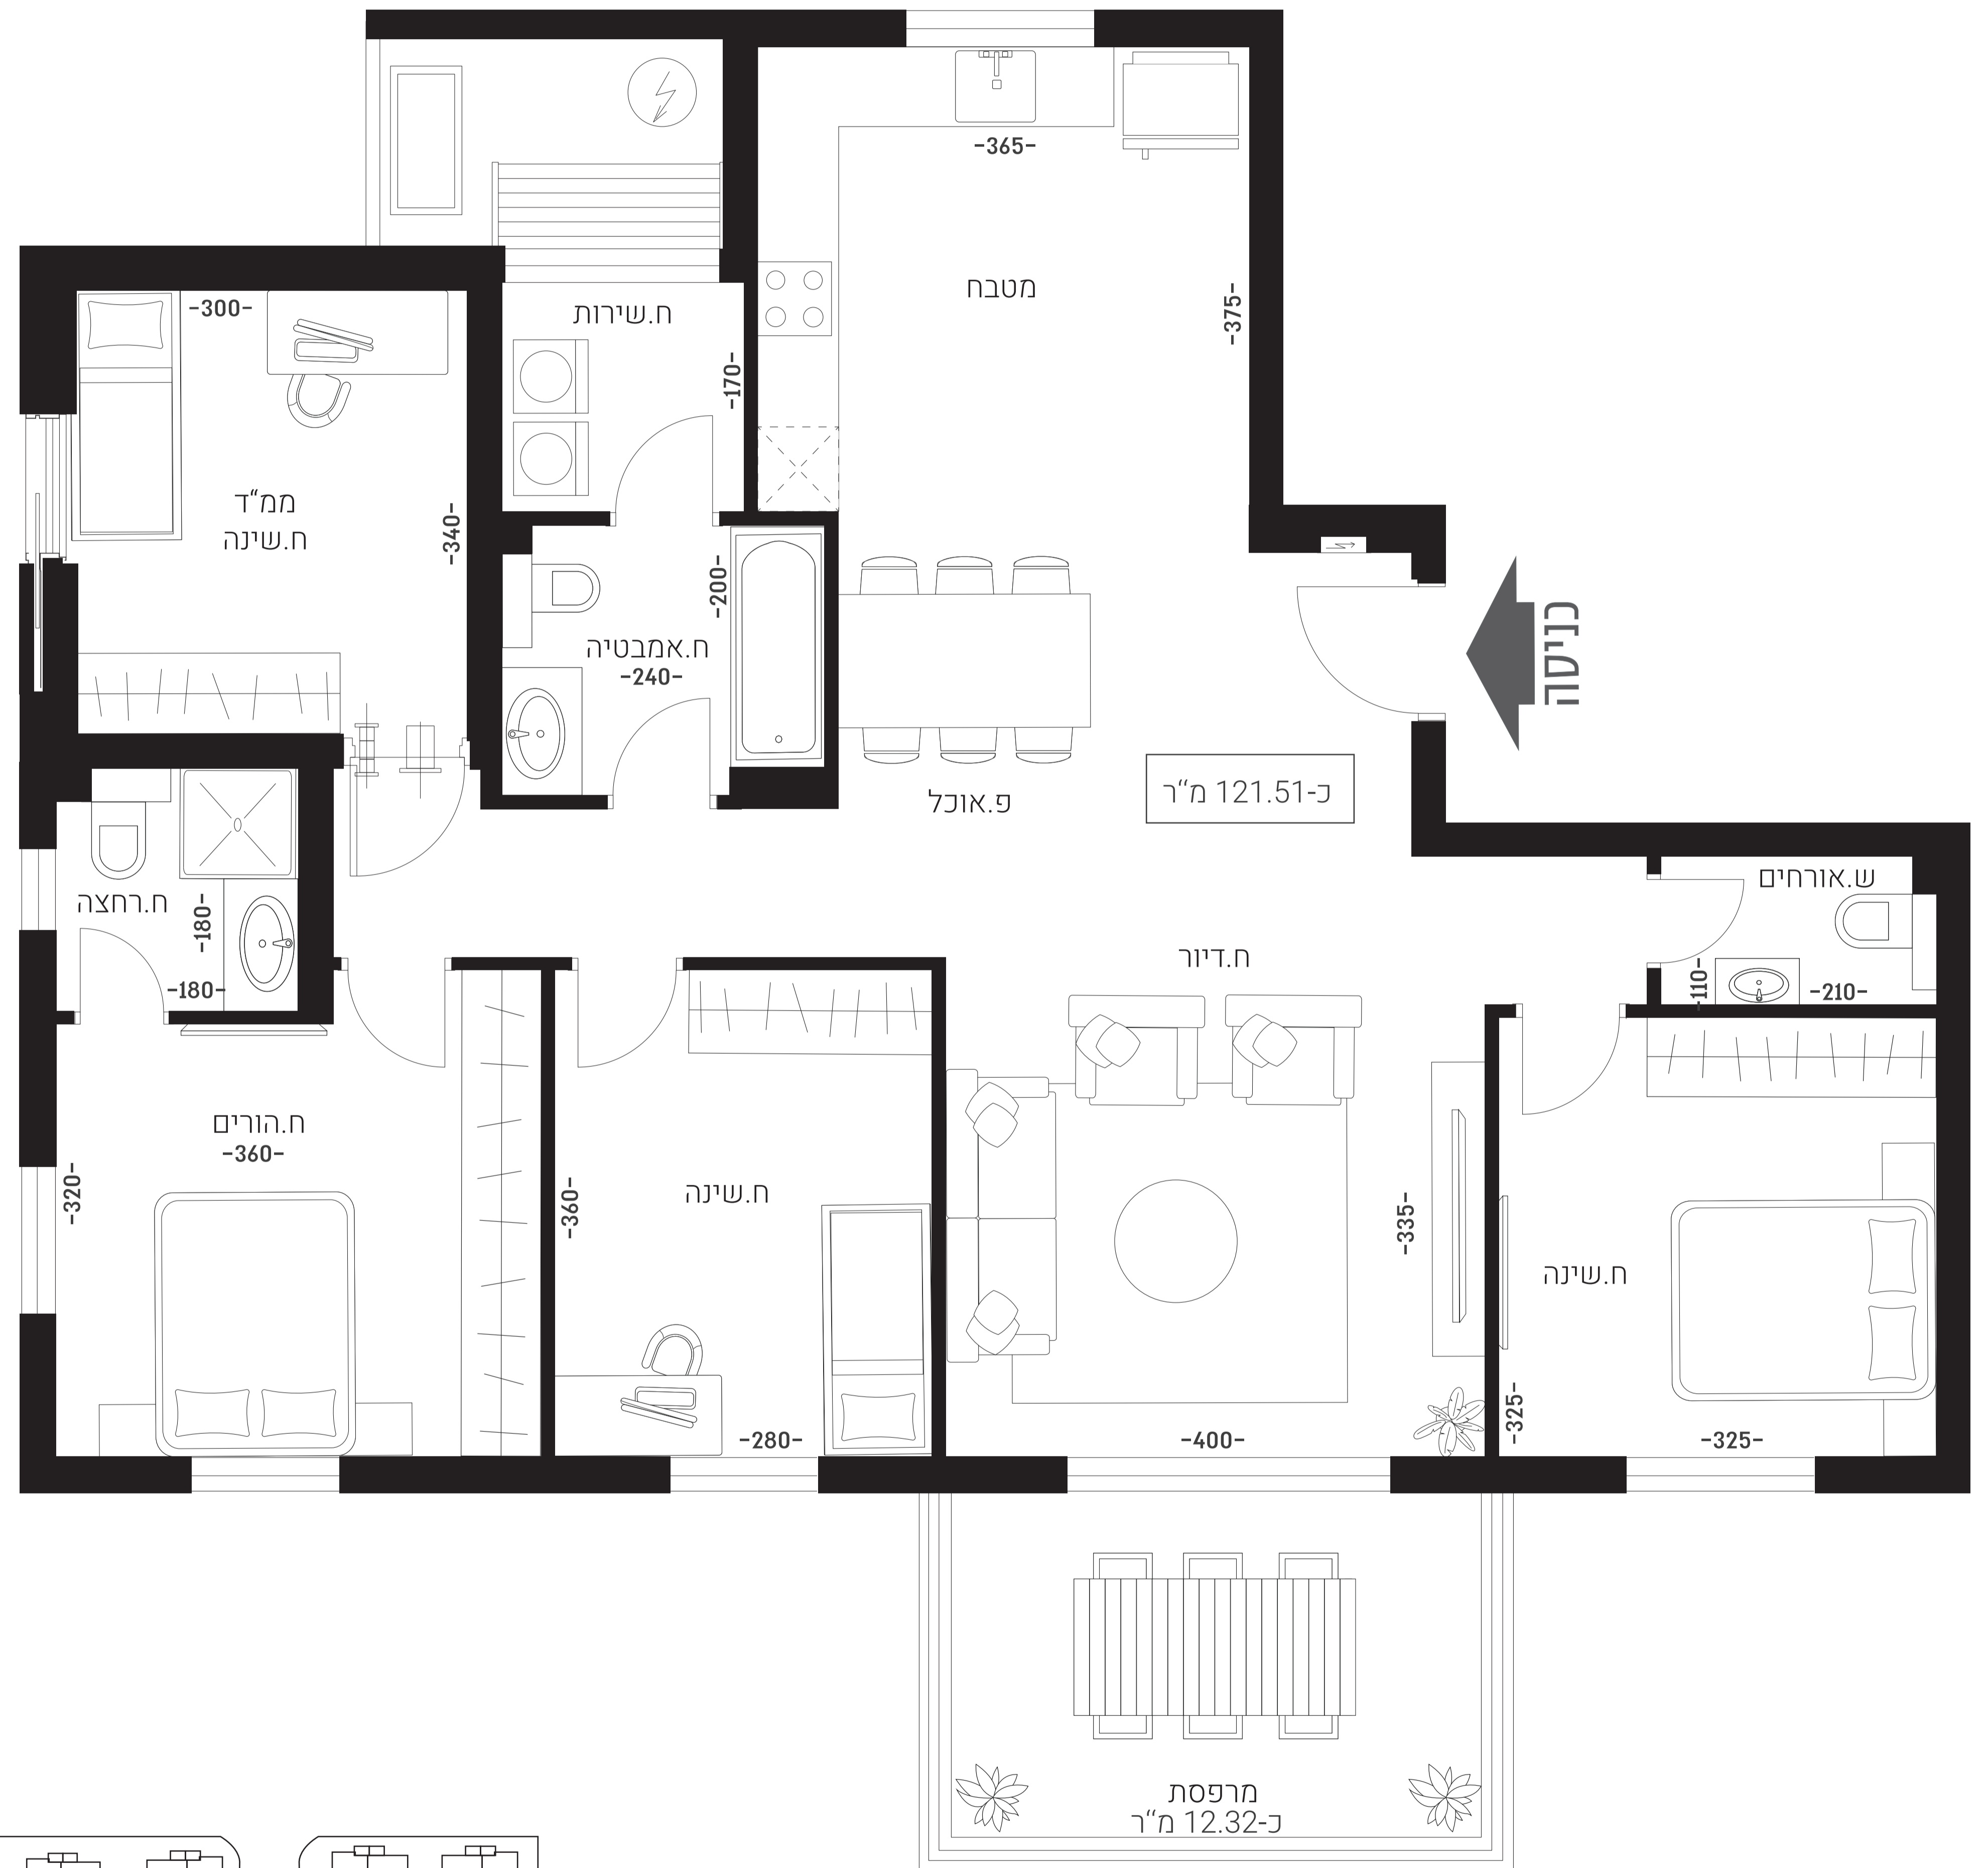 -365-
מטבח
-375-
-300-
ח.שירות
-170-
ממ"ד
ח.שינה
-340-
-200-
ח.אמבטיה
-240-
כניסה
פ.אוכל
כ-121.51 מ"ר
ש.אורחים
-110-
-210-
ח.רחצה
-180-
-180-
ח.דיור
ח.הורים
-360-
-320-
ח.שינה
-360-
-280-
-335-
-400-
ח.שינה
-325-
-325-
מרפסת
כ-12.32 מ"ר